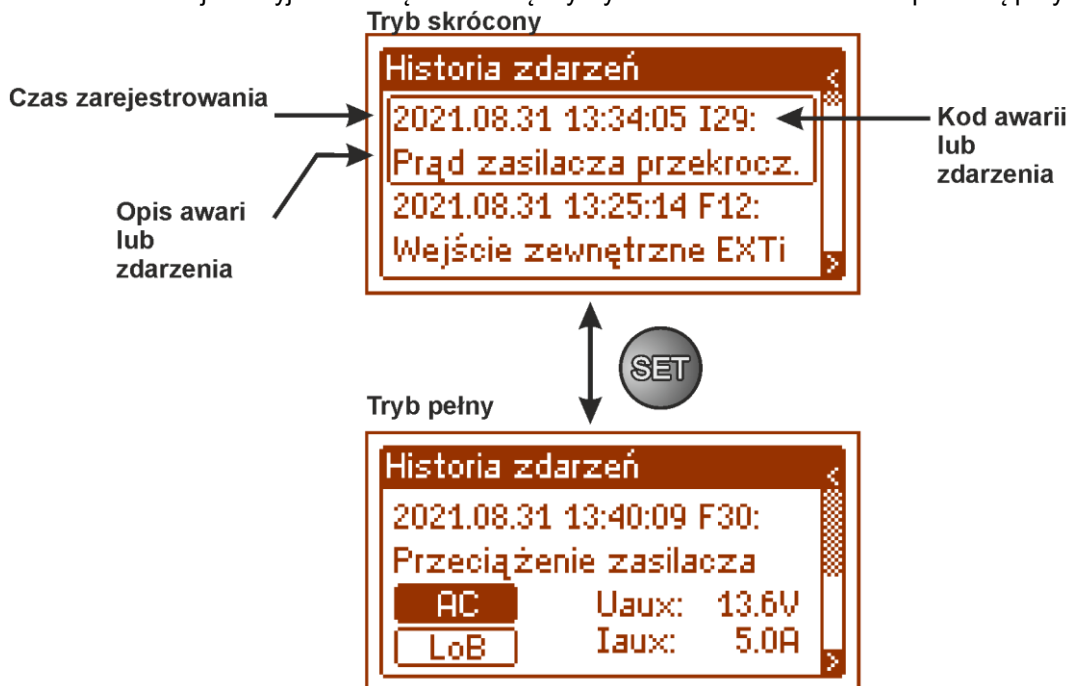 Tryb skrócony
Historia zdarzeń
Czas zarejestrowania
2021.08.31 13:34:05 I29:
Kod awarii
lub
zdarzenia
Prąd zasilacza przekrocz.
Opis awari
lub
zdarzenia
2021.08.31 13:25:14 F12:
Wejście zewnętrzne EXTi
SET
Tryb pełny
Historia zdarzeń
2021.08.31 13:40:09 F30:
Przeciążenie zasilacza
AC Uaux: 13.6V
LoB Iaux: 5.0A